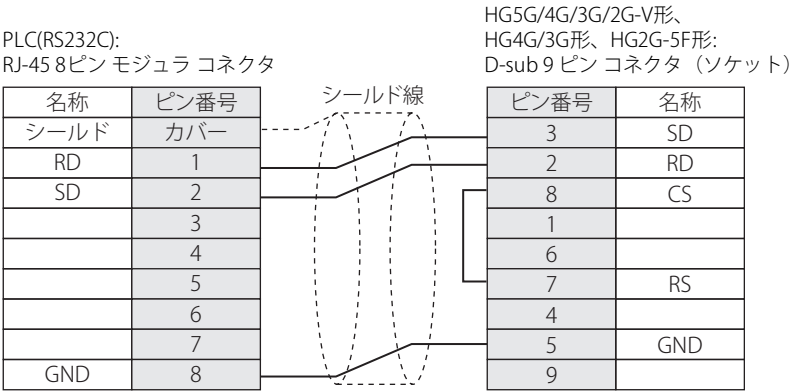 HG5G/4G/3G/2G-V形、
PLC(RS232C): HG4G/3G形、HG2G-5F形:
RJ-45 8ピン モジュラ コネクタ D-sub 9 ピン コネクタ（ソケット）
名称 ピン番号 シールド線 ピン番号 名称
シールド カバー 3 SD
RD 1 2 RD
SD 2 8 CS
3 1
4 6
5 7 RS
6 4
7 5 GND
GND 8 9